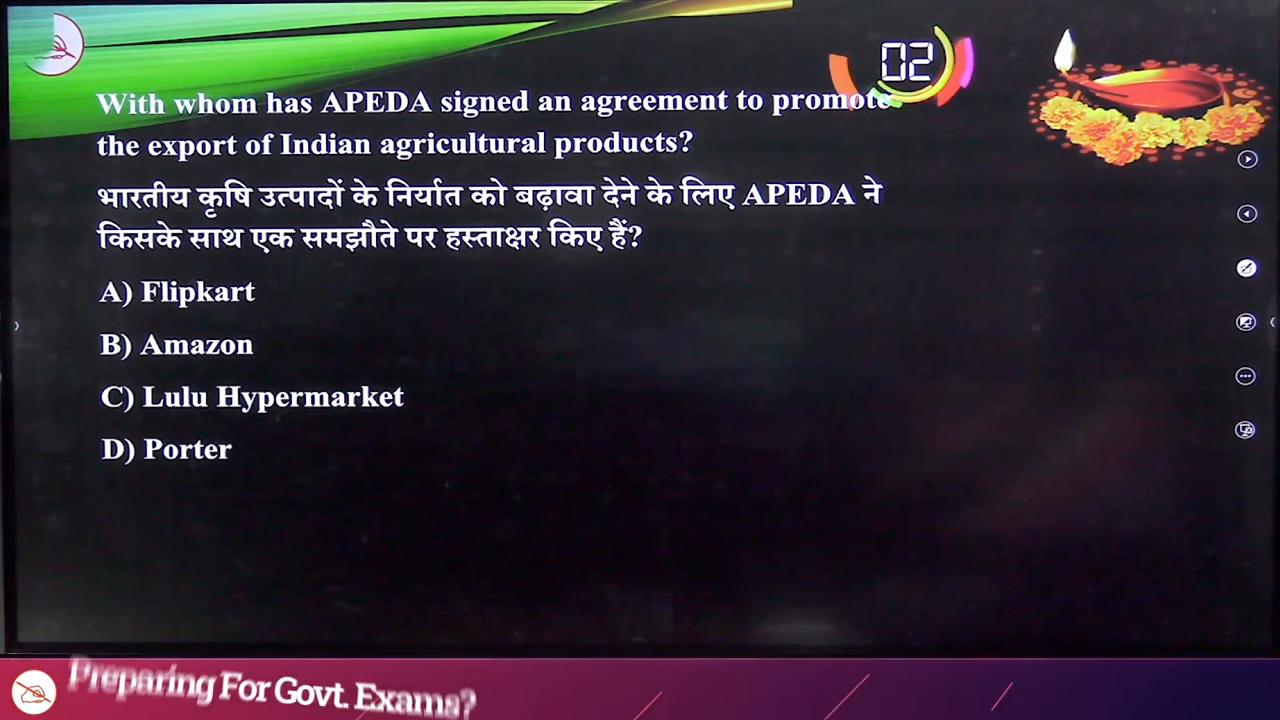 02
With whom has APEDA signed an agreement to promote
the export of Indian agricultural products?
भारतीय कृषि उत्पादों के निर्यात को बढ़ावा देने के लिए APEDA ने
किसके साथ एक समझौते पर हस्ताक्षर किए हैं?
A) Flipkart
B) Amazon
C) Lulu Hypermarket
D) Porter
Preparing For Govt. Exams?